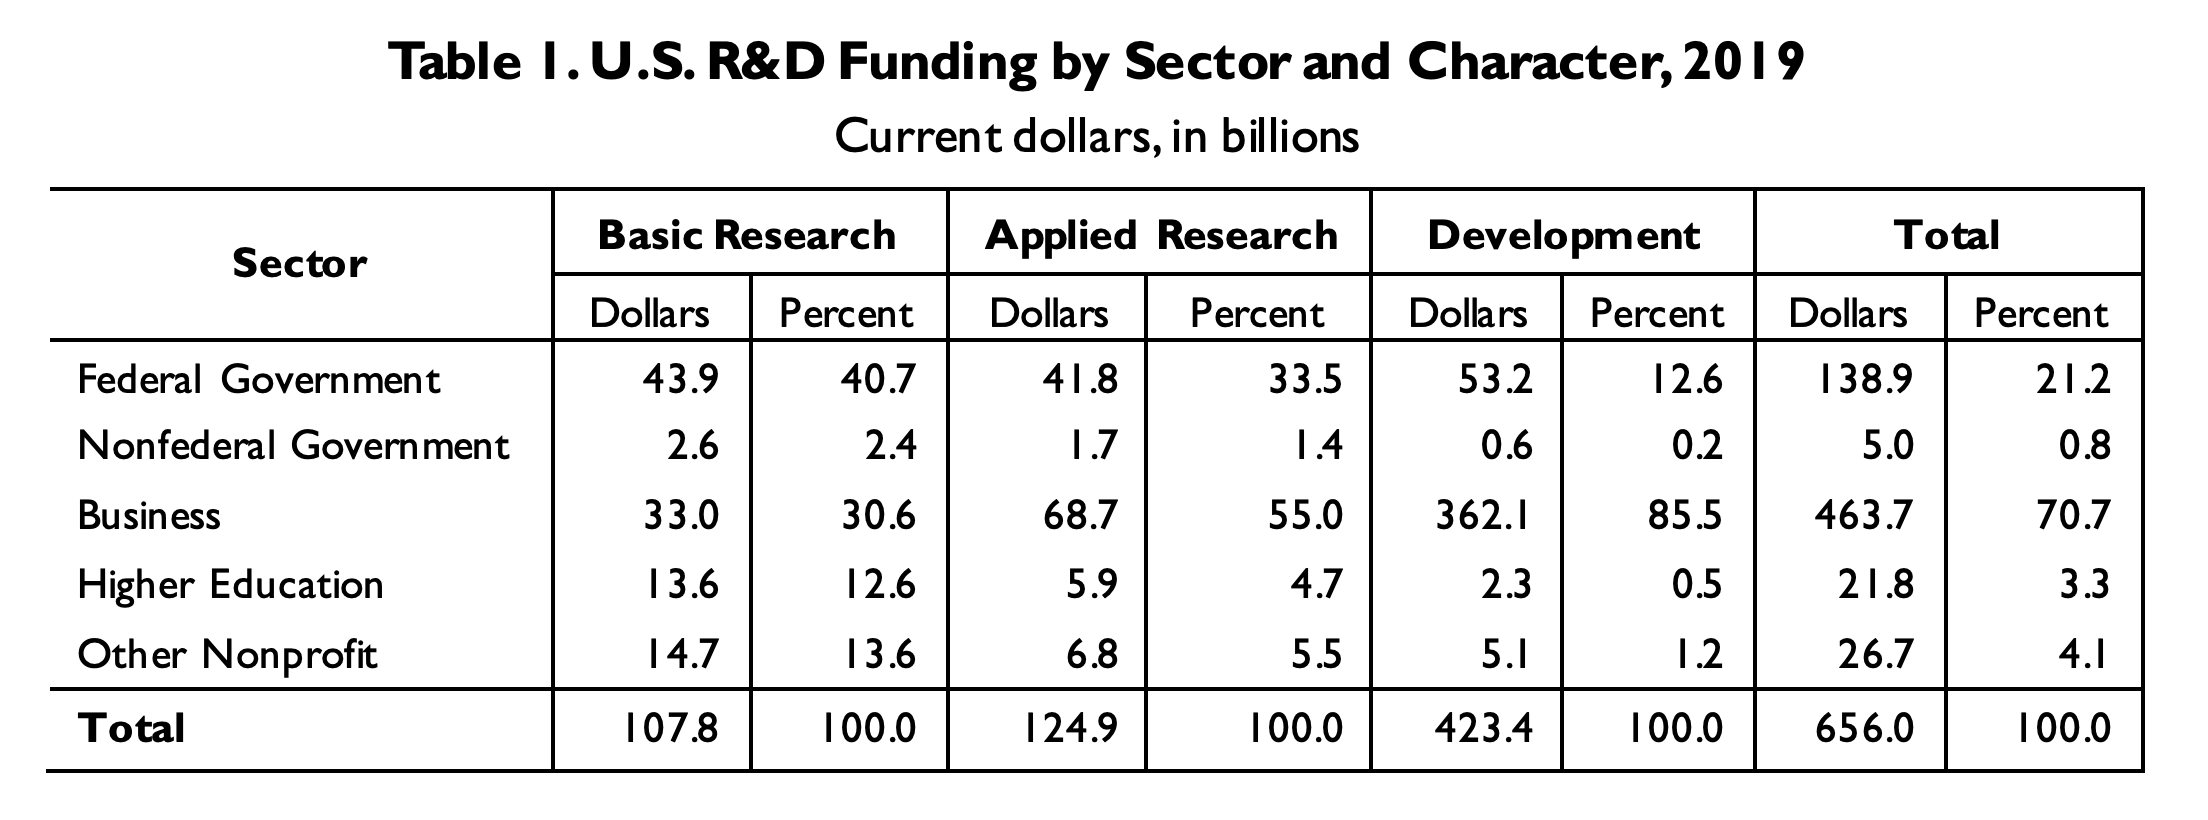 Table 1. U.S. R&D Funding by Sector and Character, 2019
Current dollars, in billions
Sector Basic Research Applied Research Development Total
Dollars Percent Dollars Percent Dollars Percent Dollars Percent
Federal Government 43.9 40.7 41.8 33.5 53.2 12.6 138.9 21.2
Nonfederal Government 2.6 2.4 1.7 1.4 0.6 0.2 5.0 0.8
Business 33.0 30.6 68.7 55.0 362.1 85.5 463.7 70.7
Higher Education 13.6 12.6 5.9 4.7 2.3 0.5 21.8 3.3
Other Nonprofit 14.7 13.6 6.8 5.5 5.1 1.2 26.7 4.1
Total 107.8 100.0 124.9 100.0 423.4 100.0 656.0 100.0